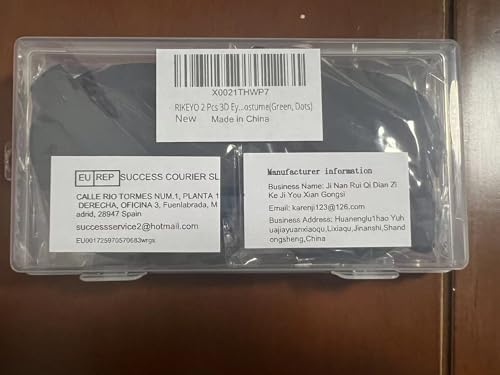 X0021THWP7
RIKEYO 2 Pcs 3D Ey...ostume(Green, Dots)
New Made in China
EU REP SUCCESS COURIER SL
CALLE RIO TORMES NUM.1, PLANTA 1
DERECHA, OFICINA 3, Fuenlabrada, M
adrid, 28947 Spain
successservice2@hotmail.com
EU001725970570683wrgs
Manufacturer information
Business Name: Ji Nan Rui Qi Dian Zi
Ke Ji You Xian Gongsi
Email: karenji123@126.com
Business Address: Huanenglu1hao Yuh
uajiayuanxiaoqu,Lixiaqu,Jinanshi,Shand
ongsheng,China